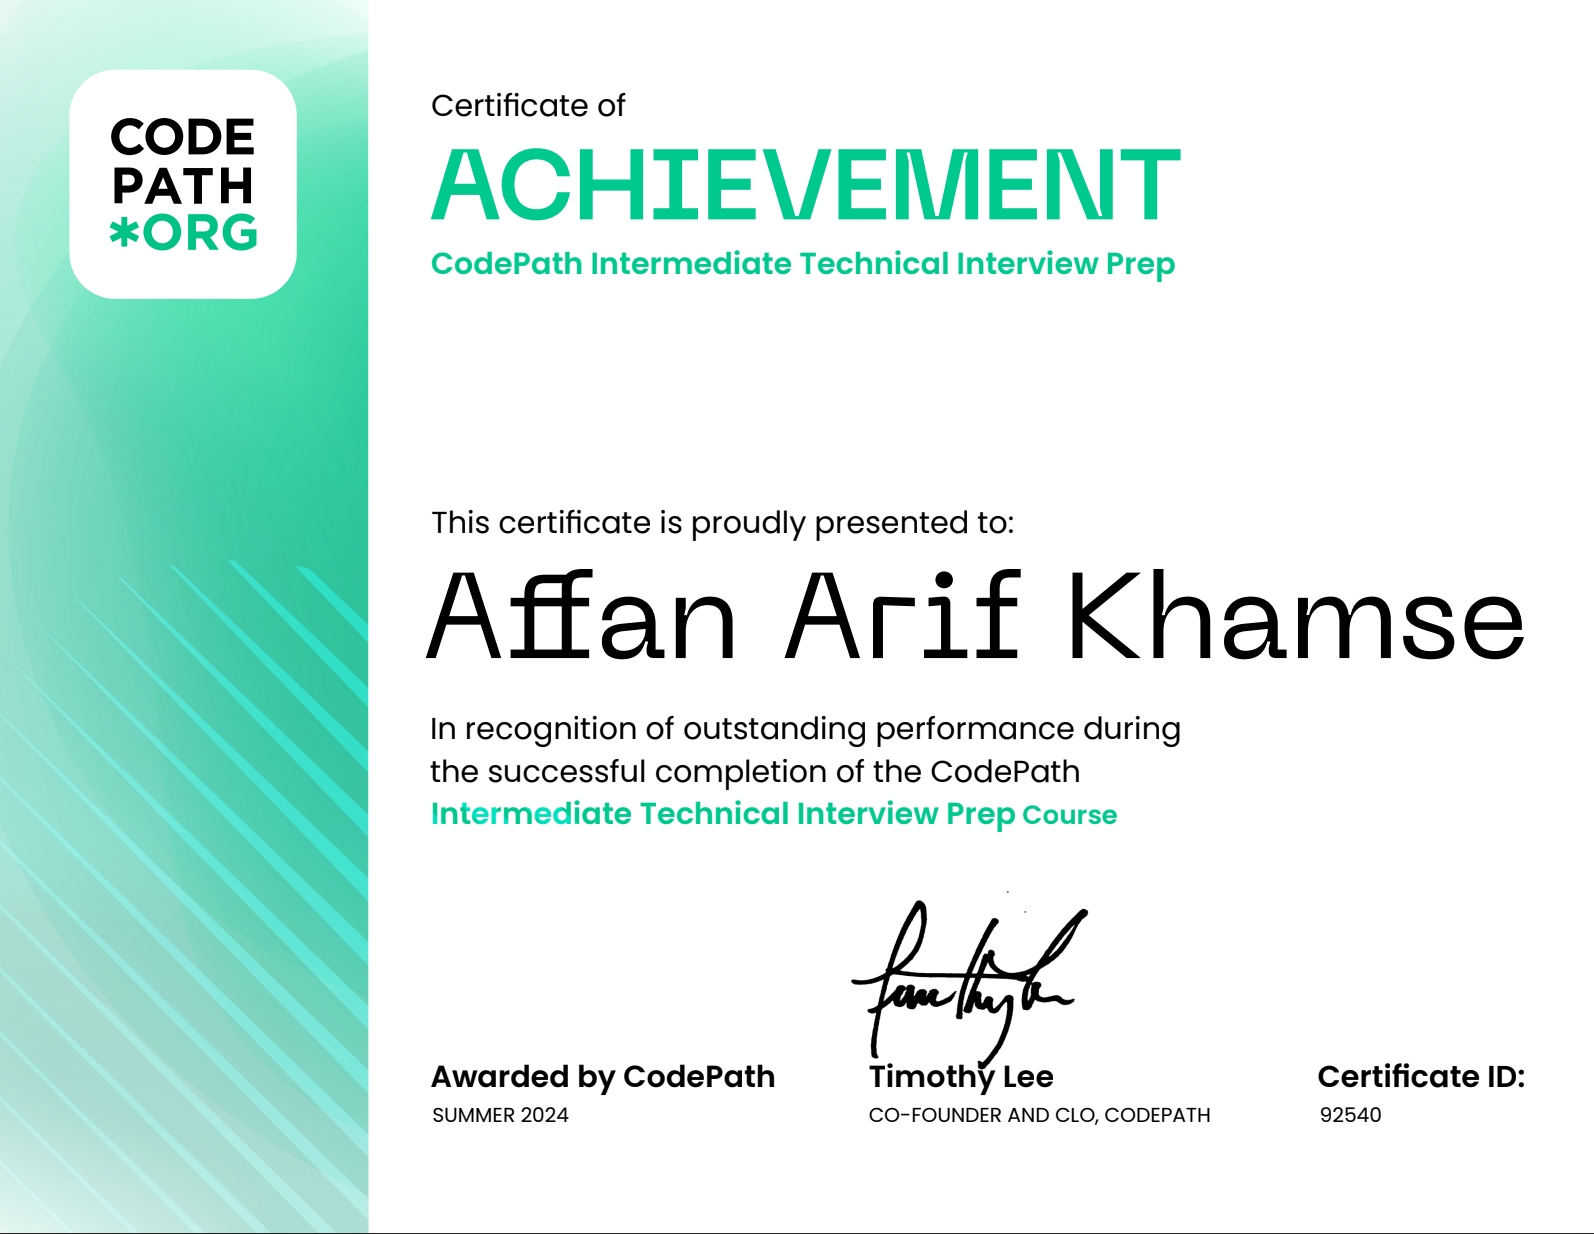 CODE
PATH
*ORG
Certificate of
ACHIEVEMENT
CodePath Intermediate Technical Interview Prep
This certificate is proudly presented to:
Affan Arif Khamse
In recognition of outstanding performance during
the successful completion of the CodePath
Intermediate Technical Interview Prep Course
Awarded by CodePath
SUMMER 2024
Timothy Lee
CO-FOUNDER AND CLO, CODEPATH
Certificate ID:
92540